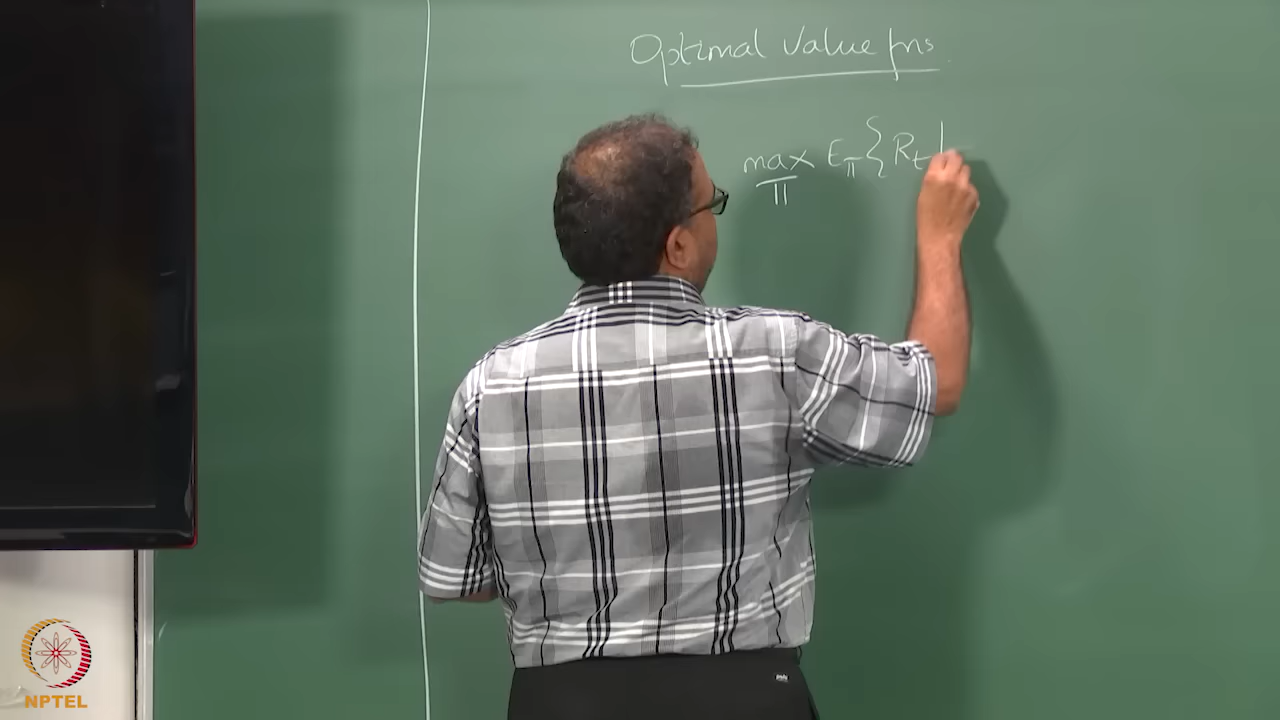 Optimal Value fns
max E_π { R_t |
π
NPTEL